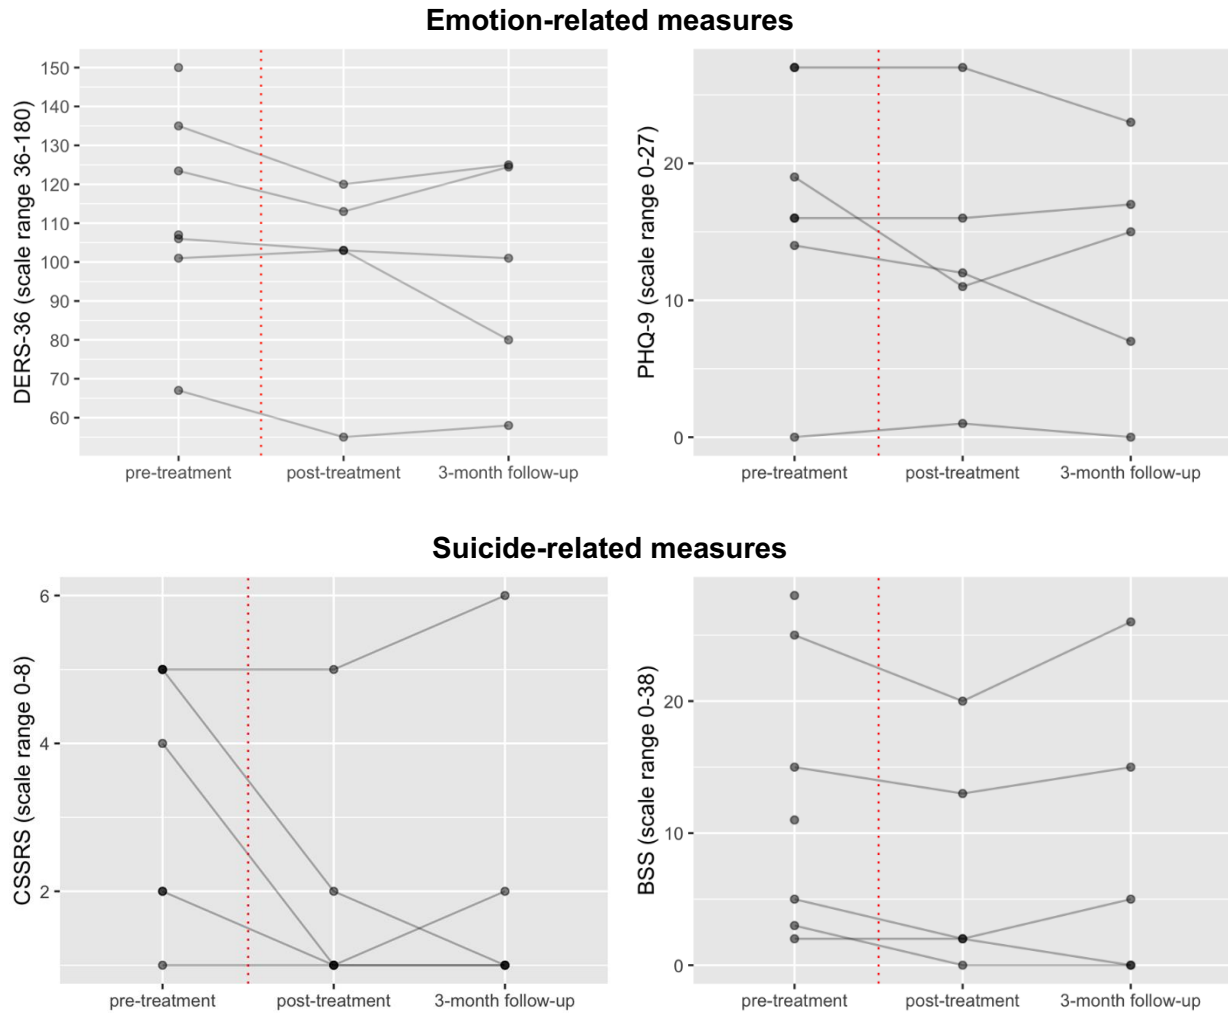 Emotion-related measures
DERS-36 (scale range 36-180)
150
140
130
120
110
100
90
80
70
60
pre-treatment post-treatment 3-month follow-up
PHQ-9 (scale range 0-27)
20
10
0
pre-treatment post-treatment 3-month follow-up
Suicide-related measures
CSSRS (scale range 0-8)
6
4
2
pre-treatment post-treatment 3-month follow-up
BSS (scale range 0-38)
20
10
0
pre-treatment post-treatment 3-month follow-up